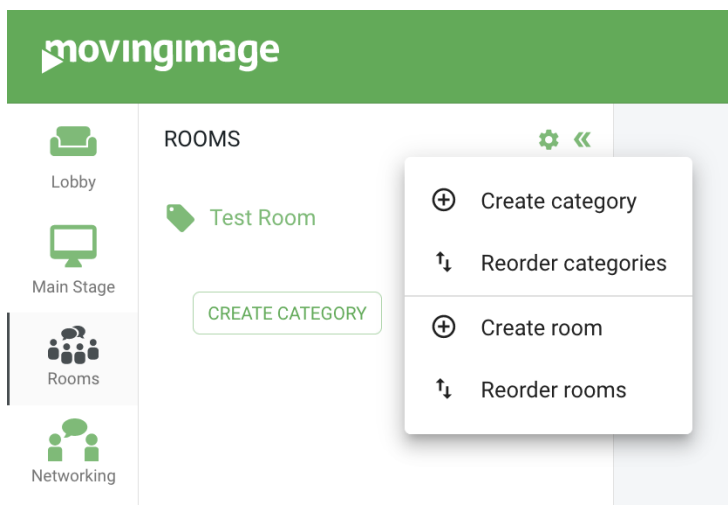 movingimage
Lobby
Main Stage
Rooms
Networking
ROOMS
Test Room
CREATE CATEGORY
Create category
Reorder categories
Create room
Reorder rooms